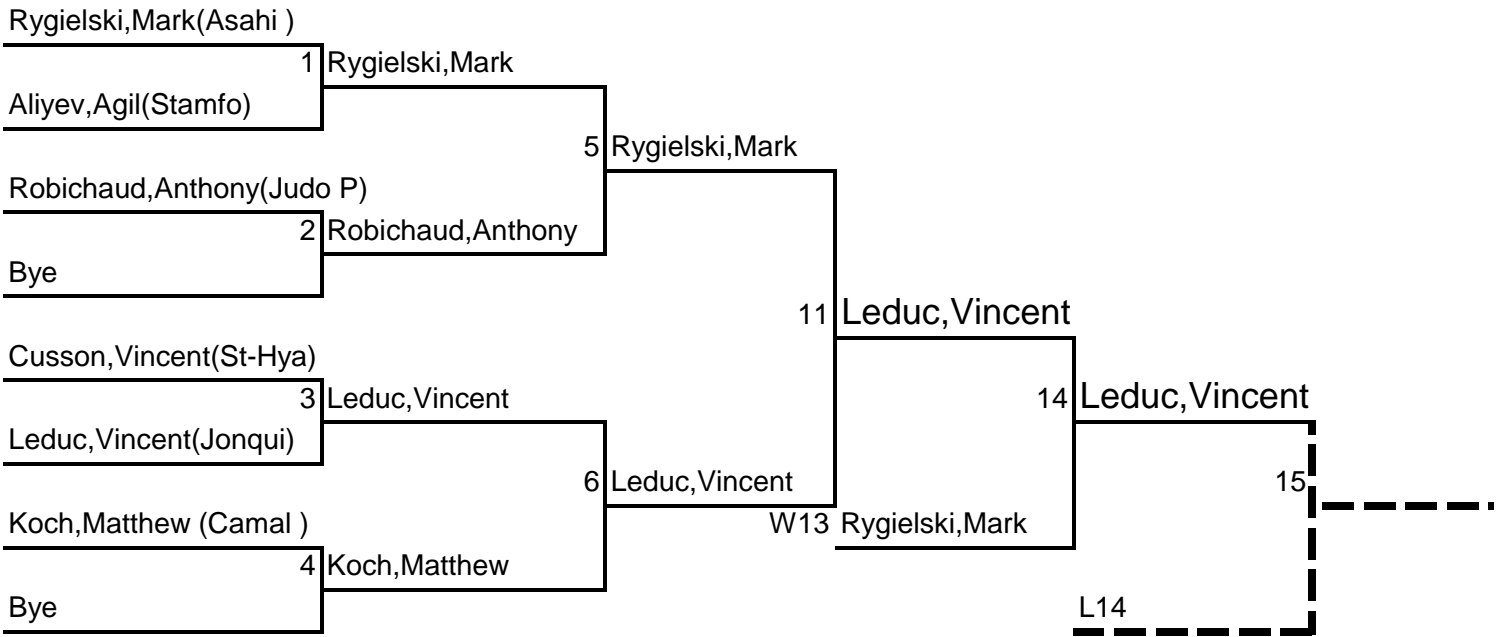 Rygielski,Mark(Asahi )
1 Rygielski,Mark
Aliyev,Agil(Stamfo)
5 Rygielski,Mark
Robichaud,Anthony(Judo P)
2 Robichaud,Anthony
Bye
11 Leduc,Vincent
Cusson,Vincent(St-Hya)
3 Leduc,Vincent
14 Leduc,Vincent
Leduc,Vincent(Jonqui)
6 Leduc,Vincent
15
Koch,Matthew (Camal )
W13 Rygielski,Mark
4 Koch,Matthew
Bye
L14